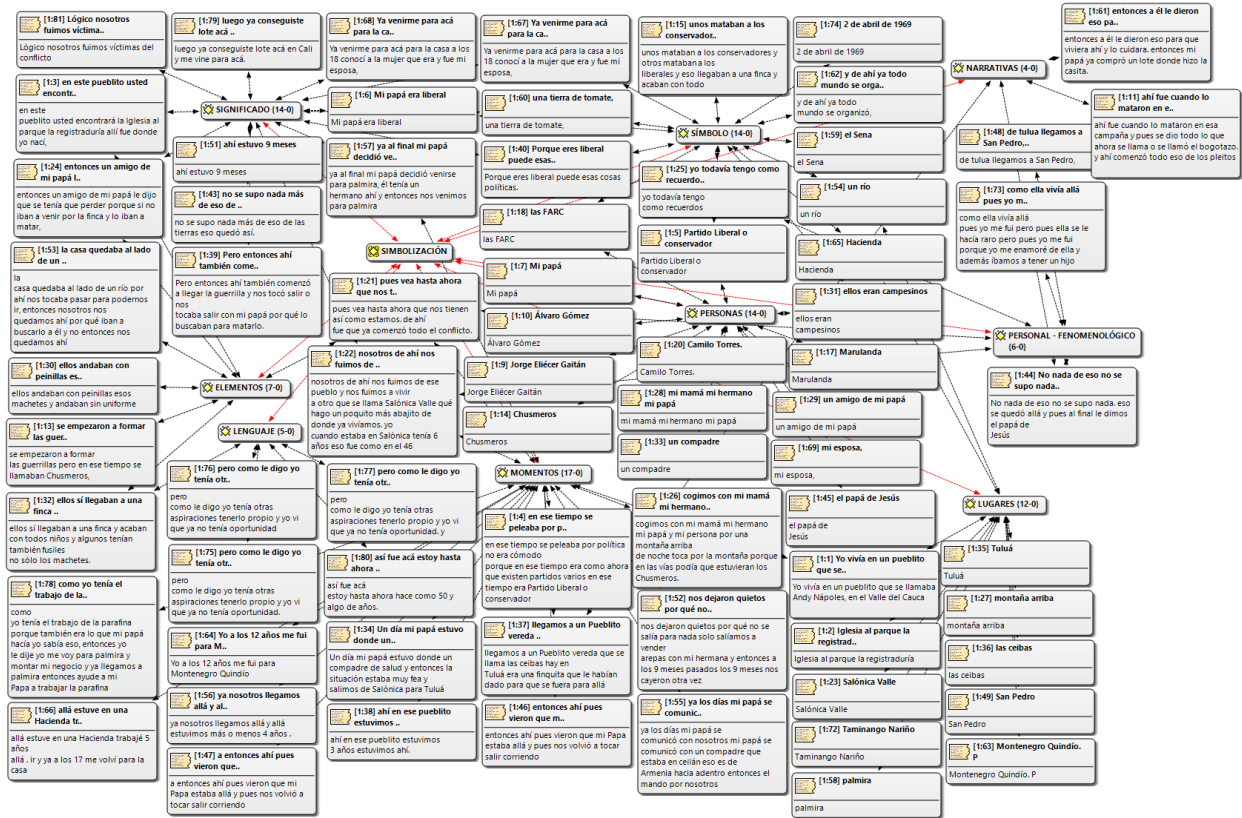 [1:81] Lógico nosotros
fuimos víctima..
Lógico nosotros fuimos víctimas del
conflicto
[1:79] luego ya conseguiste
lote acá ..
luego ya conseguiste lote acá en Cali
y me vine para acá.
[1:68] Ya venirme para acá
para la ca..
Ya venirme para acá para la casa a los
18 conocí a la mujer que era y fue mi
esposa,
[1:67] Ya venirme para acá
para la ca..
Ya venirme para acá para la casa a los
18 conocí a la mujer que era y fue mi
esposa,
[1:15] unos mataban a los
conservador..
unos mataban a los conservadores y
otros mataban a los
liberales y eso llegaban a una finca y
acaban con todo
[1:74] 2 de abril de 1969
2 de abril de 1969
[1:61] entonces a él le dieron
eso pa..
entonces a él le dieron eso para que
viviera ahí y lo cuidara. entonces mi
papá ya compró un lote donde hizo la
casita.
NARRATIVAS (4-0)
[1:3] en este pueblito usted
encontr..
en este
pueblito usted encontrará la Iglesia al
parque la registraduría allí fue donde
yo nací,
SIGNIFICADO (14-0)
[1:6] Mi papá era liberal
Mi papá era liberal
[1:60] una tierra de tomate,
una tierra de tomate,
[1:62] y de ahí ya todo
mundo se orga..
y de ahí ya todo
mundo se organizó,
[1:11] ahí fue cuando lo
mataron en e..
ahí fue cuando lo mataron en esa
campaña y pues se dio todo lo que
ahora se llama o se llamó el bogotazo.
y ahí comenzó todo eso de los pleitos
SÍMBOLO (14-0)
[1:59] el Sena
el Sena
[1:48] de tulua llegamos a
San Pedro,..
de tulua llegamos a San Pedro,
[1:51] ahí estuvo 9 meses
ahí estuvo 9 meses
[1:57] ya al final mi papá
decidió ve..
ya al final mi papá
decidió venirse
para palmira, él tenía un
hermano ahí y entonces nos venimos
para palmira
[1:40] Porque eres liberal
puede esas..
Porque eres liberal puede esas cosas
políticas.
[1:25] yo todavía tengo como
recuerdo..
yo todavía tengo
como recuerdos
[1:24] entonces un amigo de
mi papá l..
entonces un amigo de mi papá le dijo
que se tenía que perder porque si no
iban a venir por la finca y lo iban a
matar,
[1:43] no se supo nada más
de eso de ..
no se supo nada más de eso de las
tierras eso quedó así.
[1:54] un río
un río
[1:73] como ella vivía allá
pues yo m..
como ella vivía allá
pues yo me fui pero pues ella se le
hacía raro pero pues yo me fui
porque yo me enamoré de ella y
además íbamos a tener un hijo
[1:18] las FARC
las FARC
[1:5] Partido Liberal o
conservador
Partido Liberal o
conservador
[1:65] Hacienda
Hacienda
SIMBOLIZACIÓN
[1:53] la casa quedaba al lado
de un ..
la
casa quedaba al lado de un río por
ahí nos tocaba pasar para podernos
ir, entonces nosotros nos
quedamos ahí por qué iban a
buscarlo a él y no entonces nos
quedamos ahí
[1:39] Pero entonces ahí
también come..
Pero entonces ahí también comenzó
a llegar la guerrilla y nos tocó salir o
nos
tocaba salir con mi papá por qué lo
buscaban para matarlo.
[1:21] pues vea hasta ahora
que nos t..
pues vea hasta ahora que nos tienen
así como estamos. de ahí
fue que ya comenzó todo el conflicto.
[1:7] Mi papá
Mi papá
[1:31] ellos eran campesinos
ellos eran
campesinos
PERSONAS (14-0)
[1:10] Álvaro Gómez
Álvaro Gómez
PERSONAL - FENOMENOLÓGICO
(6-0)
[1:20] Camilo Torres.
Camilo Torres.
[1:17] Marulanda
Marulanda
[1:22] nosotros de ahí nos
fuimos de ..
nosotros de ahí nos fuimos de ese
pueblo y nos fuimos a vivir
a otro que se llama Salónica Valle qué
hago un poquito más abajito de
donde ya vivíamos. yo
cuando estaba en Salónica tenía 6
años eso fue como en el 46
[1:9] Jorge Eliécer Gaitán
Jorge Eliécer Gaitán
[1:44] No nada de eso no se
supo nada..
No nada de eso no se supo nada. eso
se quedó allá y pues al final le dimos
el papá de
Jesús
[1:30] ellos andaban con
peinillas es..
ellos andaban con peinillas esos
machetes y andaban sin uniforme
ELEMENTOS (7-0)
[1:28] mi mamá mi hermano
mi papá
mi mamá mi hermano mi papá
[1:29] un amigo de mi papá
un amigo de mi papá
[1:14] Chusmeros
Chusmeros
[1:13] se empezaron a formar
las guer..
se empezaron a formar
las guerrillas pero en ese tiempo se
llamaban Chusmeros,
LENGUAJE (5-0)
[1:33] un compadre
un compadre
[1:69] mi esposa,
mi esposa,
[1:76] pero como le digo yo
tenía otr..
pero
como le digo yo tenía otras
aspiraciones tenerlo propio y yo vi
que ya no tenía oportunidad
[1:77] pero como le digo yo
tenía otr..
pero
como le digo yo tenía otras
aspiraciones tenerlo propio y yo vi
que ya no tenía oportunidad. y
MOMENTOS (17-0)
[1:26] cogimos con mi mamá
mi hermano..
cogimos con mi mamá mi hermano
mi papá y mi persona por una
montaña arriba
de noche toca por la montaña porque
en las vías podía que estuvieran los
Chusmeros.
[1:45] el papá de Jesús
el papá de
Jesús
LUGARES (12-0)
[1:32] ellos sí llegaban a una
finca ..
ellos sí llegaban a una finca y acaban
con todos niños y algunos tenían
también fusiles
no sólo los machetes.
[1:4] en ese tiempo se
peleaba por p..
en ese tiempo se peleaba por política
no era cómodo
porque en ese tiempo era como ahora
que existen partidos varios en ese
tiempo era Partido Liberal o
conservador
[1:1] Yo vivía en un pueblito
que se..
Yo vivía en un pueblito que se llamaba
Andy Nápoles, en el Valle del Cauca
[1:35] Tuluá
Tuluá
[1:75] pero como le digo yo
tenía otr..
pero
como le digo yo tenía otras
aspiraciones tenerlo propio y yo vi
que ya no tenía oportunidad.
[1:80] así fue acá estoy hasta
ahora ..
así fue acá
estoy hasta ahora hace como 50 y
algo de años.
[1:27] montaña arriba
montaña arriba
[1:78] como yo tenía el
trabajo de la..
como
yo tenía el trabajo de la parafina
porque también era lo que mi papá
hacía yo sabía eso, entonces yo
le dije yo me voy para palmira y
montar mi negocio y ya llegamos a
palmira entonces ayude a mi
Papa a trabajar la parafina
[1:52] nos dejaron quietos
por qué no..
nos dejaron quietos por qué no se
salía para nada solo salíamos a
vender
arepas con mi hermana y entonces a
los 9 meses pasados los 9 meses nos
cayeron otra vez
[1:2] Iglesia al parque la
registrad..
Iglesia al parque la registraduría
[1:64] Yo a los 12 años me fui
para M..
Yo a los 12 años me fui para
Montenegro Quindío
[1:34] Un día mi papá estuvo
donde un..
Un día mi papá estuvo donde un
compadre de salud y entonces la
situación estaba muy fea y
salimos de Salónica para Tuluá
[1:37] llegamos a un Pueblito
vereda ..
llegamos a un Pueblito vereda que se
llama las ceibas hay en
Tuluá era una finquita que le habían
dado para que se fuera para allá
[1:36] las ceibas
las ceibas
[1:23] Salónica Valle
Salónica Valle
[1:49] San Pedro
San Pedro
[1:56] ya nosotros llegamos
allá y al..
ya nosotros llegamos allá y allá
estuvimos más o menos 4 años .
[1:66] allá estuve en una
Hacienda tr..
allá estuve en una Hacienda trabajé 5
años
allá . ir y ya a los 17 me volví para la
casa
[1:38] ahí en ese pueblito
estuvimos ..
ahí en ese pueblito estuvimos
3 años estuvimos ahí.
[1:46] entonces ahí pues
vieron que m..
entonces ahí pues vieron que mi Papa
estaba allá y pues nos volvió a tocar
salir corriendo
[1:55] ya los días mi papá se
comunic..
ya los días mi papá se
comunicó con nosotros mi papá se
comunicó con un compadre que
estaba en ceilán eso es de
Armenia hacia adentro entonces el
mando por nosotros
[1:72] Taminango Nariño
Taminango Nariño
[1:63] Montenegro Quindío.
P
Montenegro Quindío. P
[1:47] a entonces ahí pues
vieron que..
a entonces ahí pues vieron que mi
Papa estaba allá y pues nos volvió a
tocar salir corriendo
[1:58] palmira
palmira